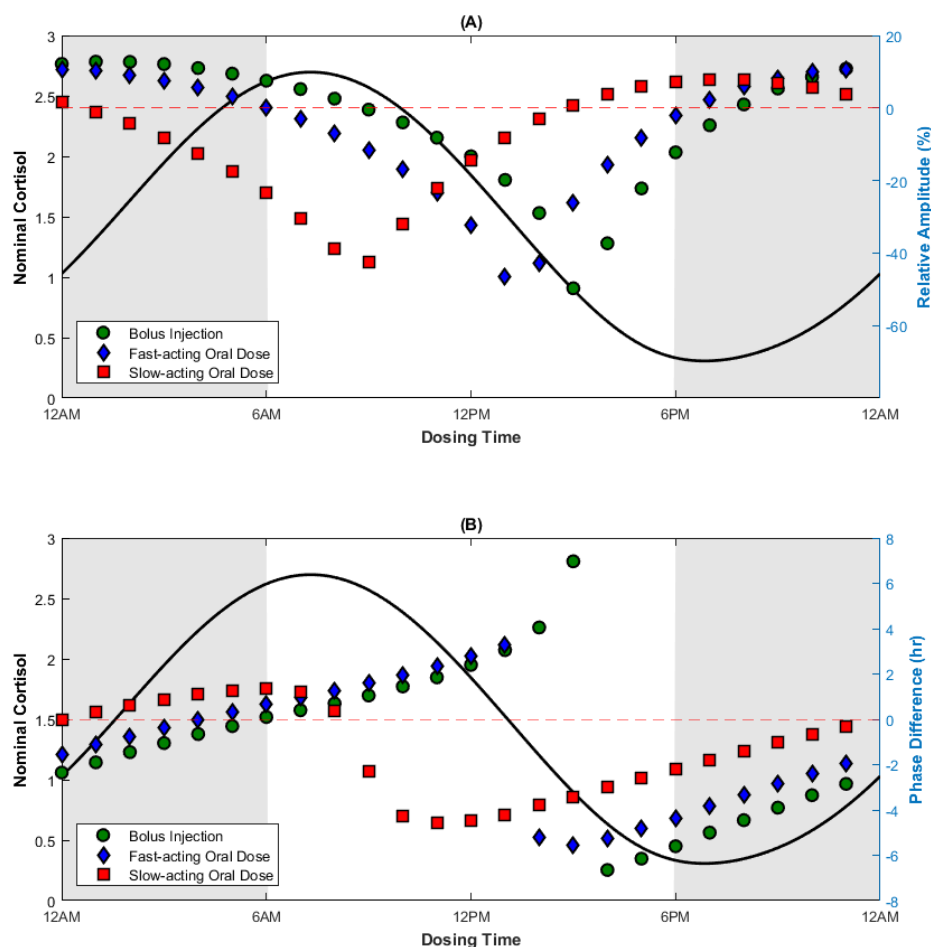 (A)
3
2.5
2
1.5
1
0.5
0
Nominal Cortisol
20
0
-20
-40
-60
Relative Amplitude (%)
Bolus Injection
Fast-acting Oral Dose
Slow-acting Oral Dose
12AM
6AM
12PM
6PM
12AM
Dosing Time
(B)
3
2.5
2
1.5
1
0.5
0
Nominal Cortisol
8
6
4
2
0
-2
-4
-6
-8
Phase Difference (hr)
Bolus Injection
Fast-acting Oral Dose
Slow-acting Oral Dose
12AM
6AM
12PM
6PM
12AM
Dosing Time